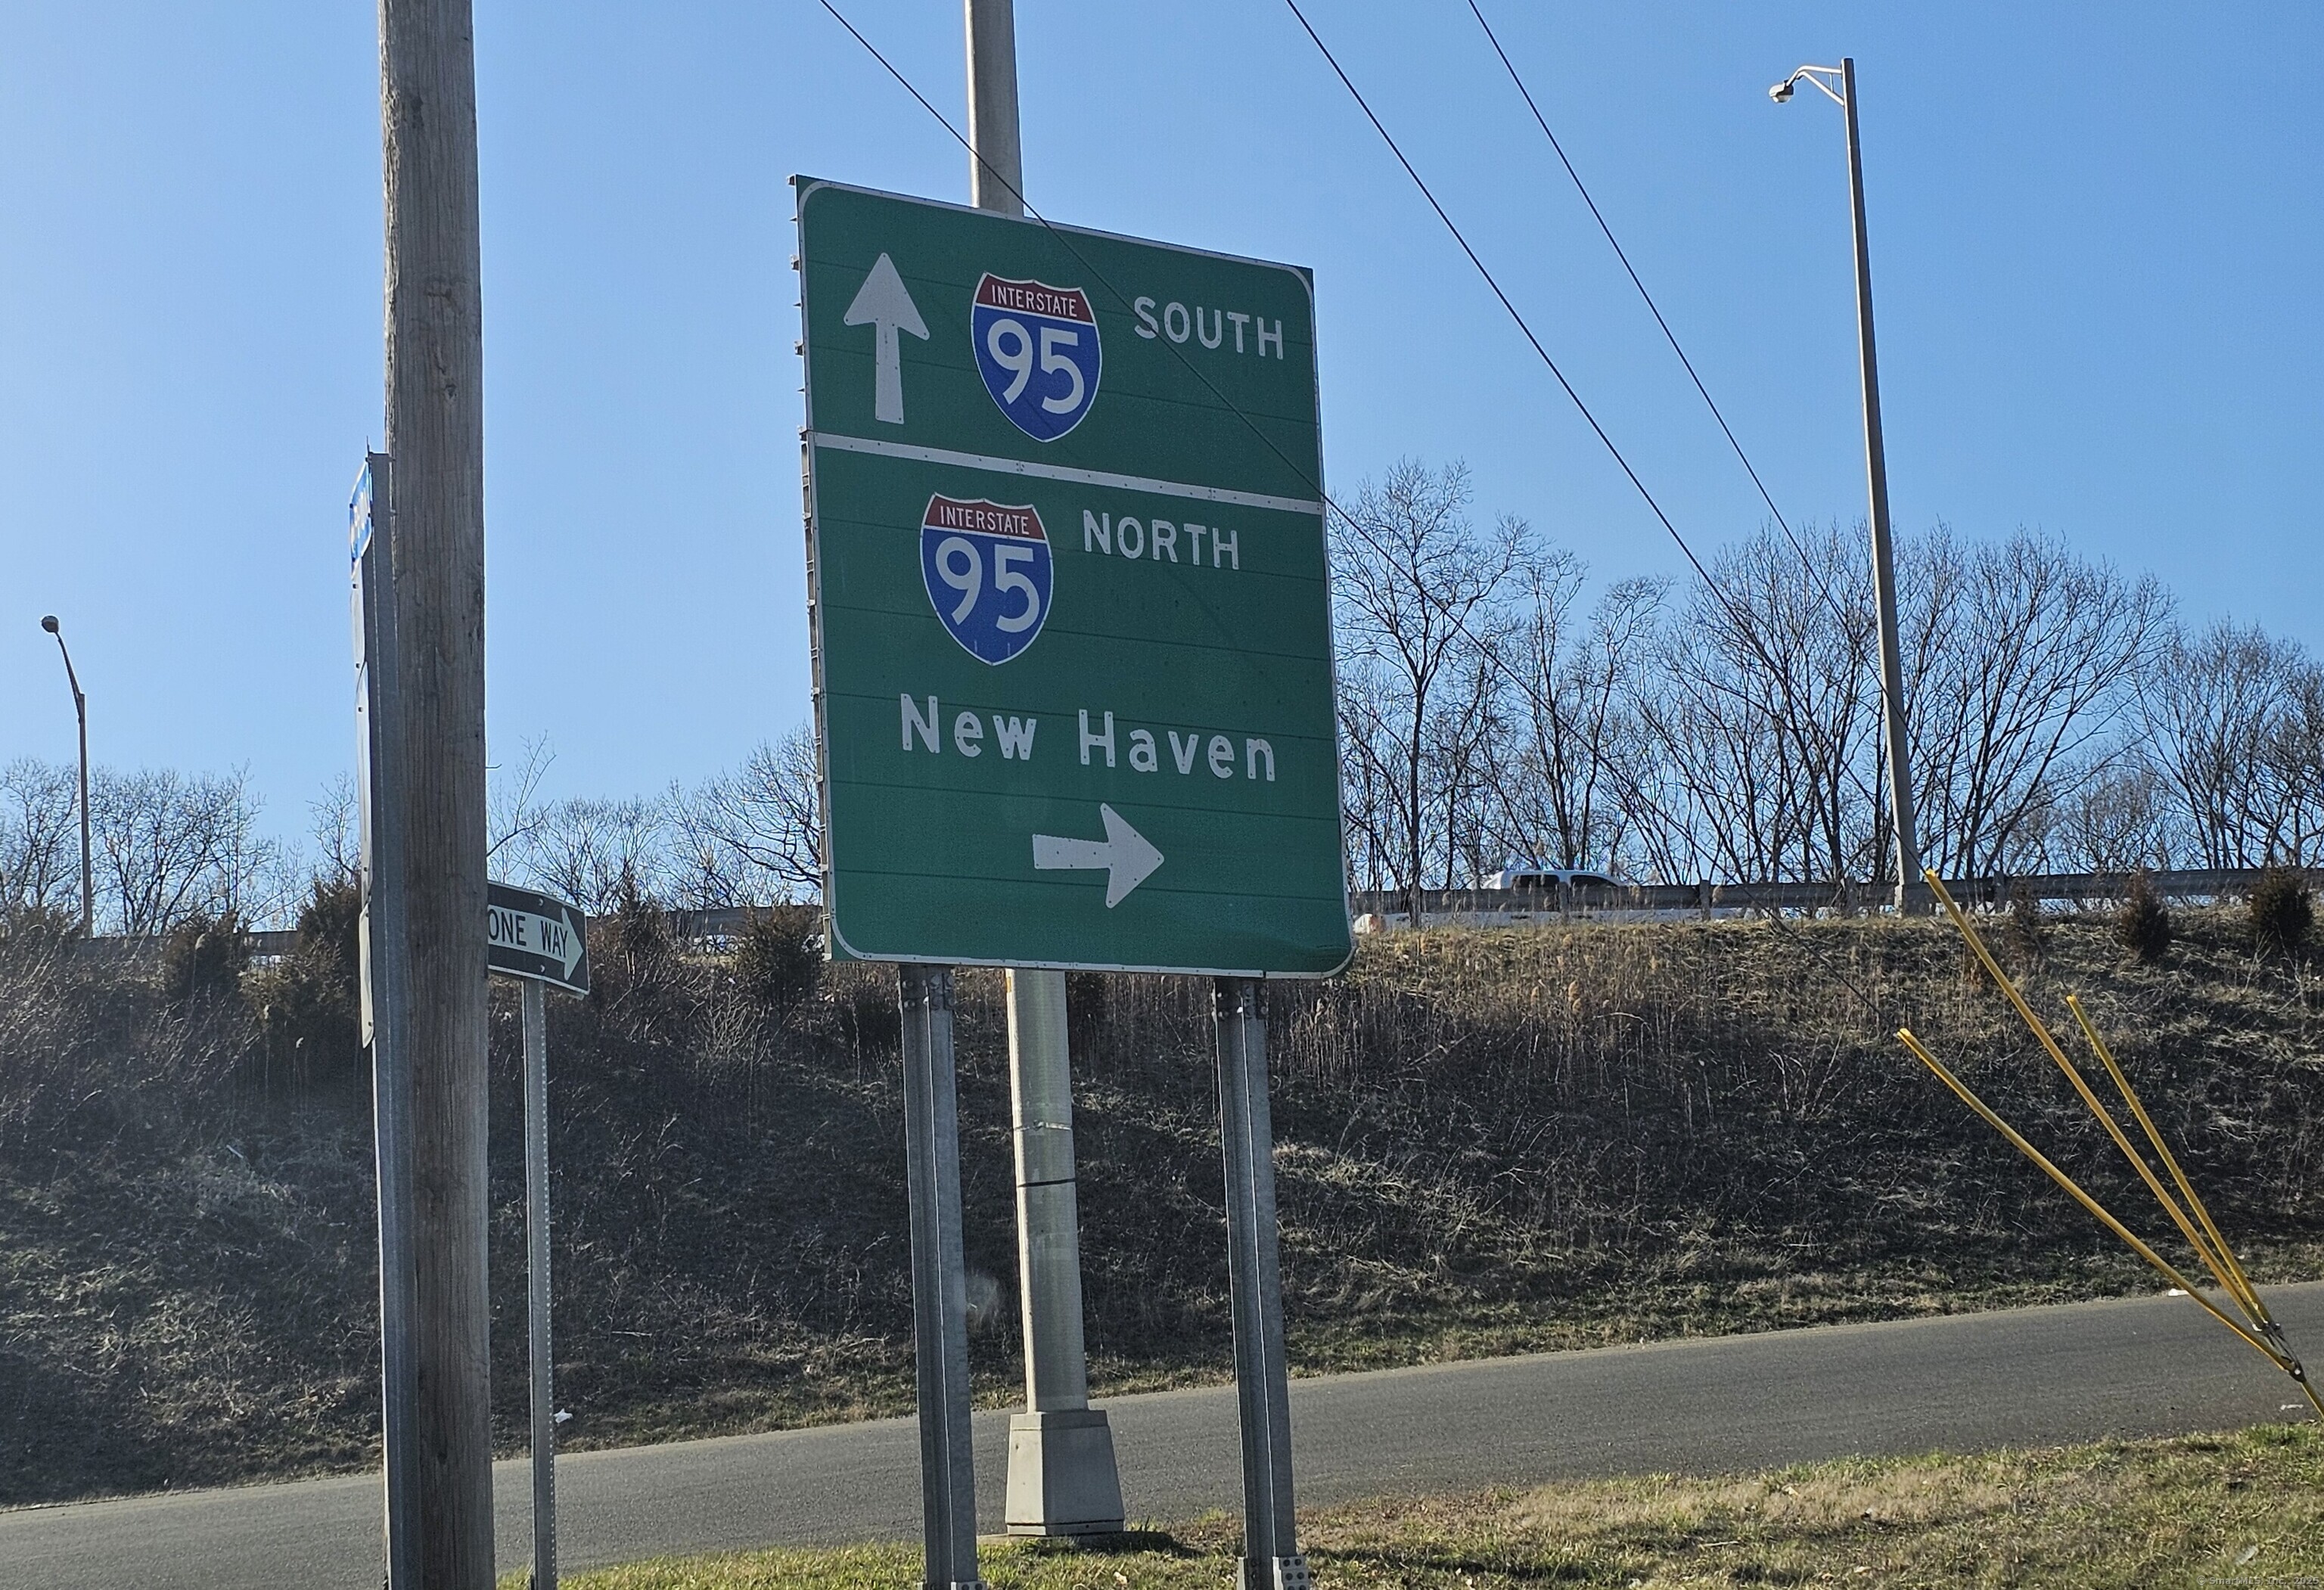 INTERSTATE
95
SOUTH
INTERSTATE
95
NORTH
New Haven
ONE WAY